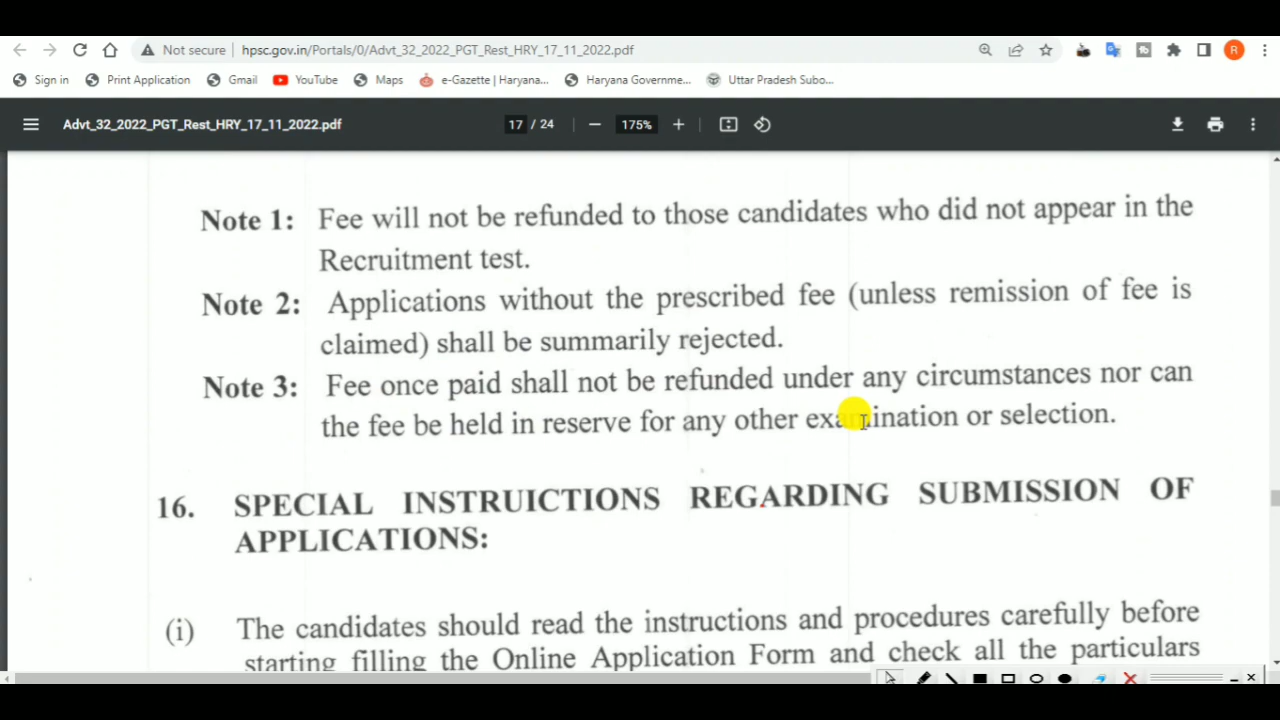 Not secure | hpsc.gov.in/Portals/0/Advt_32_2022_PGT_Rest_HRY_17_11_2022.pdf
R
Sign in Print Application Gmail YouTube Maps e-Gazette | Haryana... Haryana Governme... Uttar Pradesh Subo...
Advt_32_2022_PGT_Rest_HRY_17_11_2022.pdf 17 / 24 − 175% +
Note 1: Fee will not be refunded to those candidates who did not appear in the
Recruitment test.
Note 2: Applications without the prescribed fee (unless remission of fee is
claimed) shall be summarily rejected.
Note 3: Fee once paid shall not be refunded under any circumstances nor can
the fee be held in reserve for any other examination or selection.
16. SPECIAL INSTRUICTIONS REGARDING SUBMISSION OF
APPLICATIONS:
(i) The candidates should read the instructions and procedures carefully before
starting filling the Online Application Form and check all the particulars